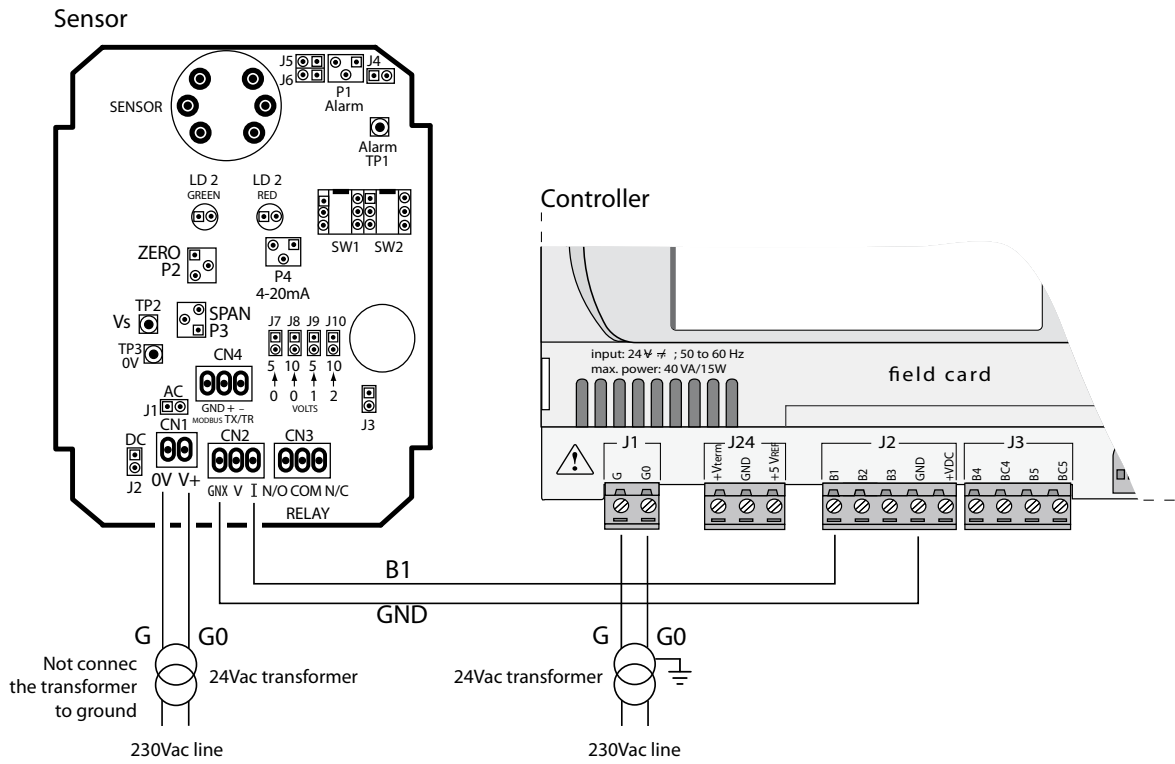 Sensor
J5
J4
J6
P1
Alarm
SENSOR
Alarm
TP1
LD 2
GREEN
LD 2
RED
SW1 SW2
ZERO
P2
P4
4-20mA
TP2
Vs
SPAN
P3
TP3
0V
J7 J8 J9 J10
CN4
5 10 5 10
0 0 1 2
VOLTS
GND + –
MODBUS TX/TR
AC
J1
J3
CN1
CN2
CN3
DC
J2
0V V+
GNX V I N/O COM N/C
RELAY
Controller
input: 24 ; 50 to 60 Hz
max. power: 40 VA/15W
field card
J1
J24
J2
J3
G
G0
+Vterm
GND
+5 VREF
B1
B2
B3
GND
+VDC
B4
BC4
B5
BC5
B1
GND
G G0
Not connec
the transformer
to ground
24Vac transformer
230Vac line
G G0
24Vac transformer
230Vac line